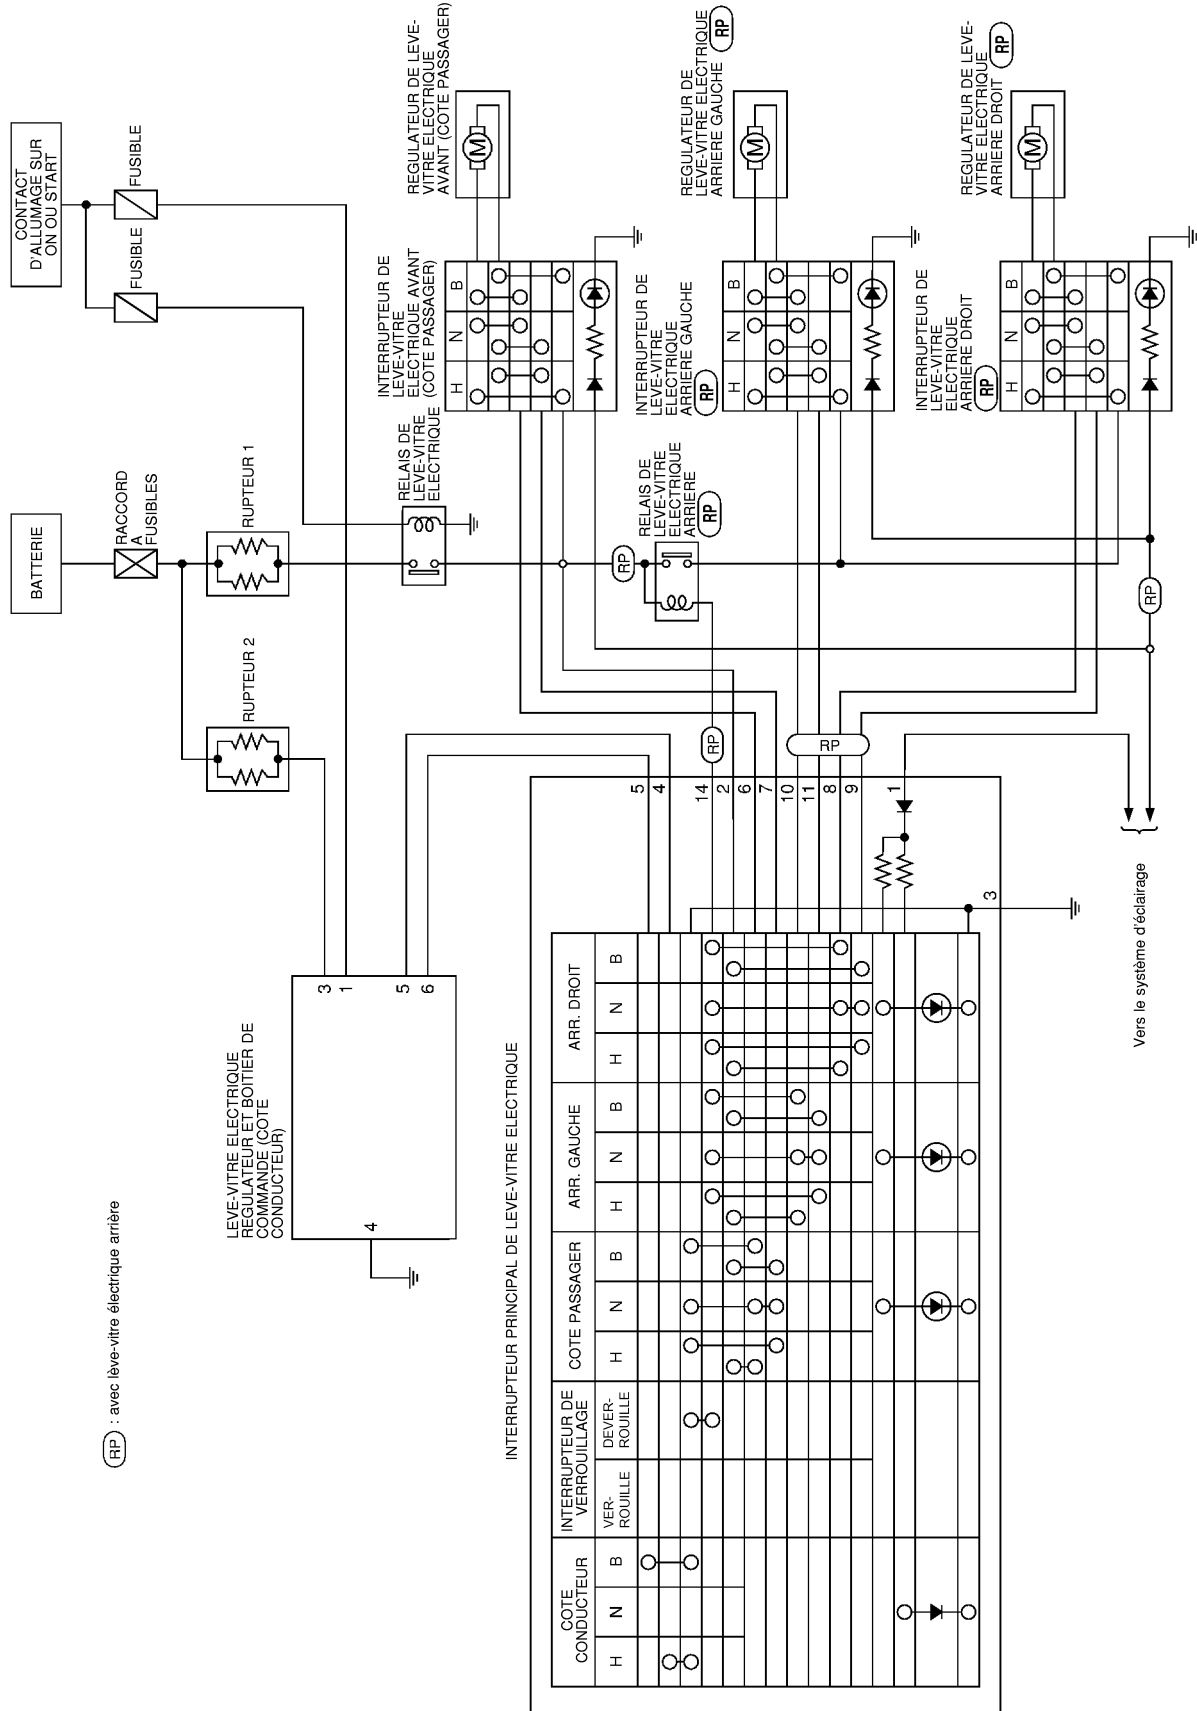 CONTACT
D'ALLUMAGE SUR
ON OU START
FUSIBLE
FUSIBLE
BATTERIE
RACCORD
A
FUSIBLES
RUPTEUR 1
RUPTEUR 2
RELAIS DE
LEVE-VITRE
ELECTRIQUE
RELAIS DE
LEVE-VITRE
ELECTRIQUE
ARRIERE
RP
REGULATEUR DE LEVE-
VITRE ELECTRIQUE
AVANT (COTE PASSAGER)
M
REGULATEUR DE
LEVE-VITRE ELECTRIQUE
ARRIERE GAUCHE
RP
M
REGULATEUR DE LEVE-
VITRE ELECTRIQUE
ARRIERE DROIT
RP
M
INTERRUPTEUR DE
LEVE-VITRE
ELECTRIQUE AVANT
(COTE PASSAGER)
H N B
INTERRUPTEUR DE
LEVE-VITRE
ELECTRIQUE
ARRIERE GAUCHE
RP
H N B
INTERRUPTEUR DE
LEVE-VITRE
ELECTRIQUE
ARRIERE DROIT
RP
H N B
RP
RP
RP
RP
LEVE-VITRE ELECTRIQUE
REGULATEUR ET BOITIER DE
COMMANDE (COTE
CONDUCTEUR)
3
1
5
6
4
RP : avec lève-vitre électrique arrière
INTERRUPTEUR PRINCIPAL DE LEVE-VITRE ELECTRIQUE
5
4
14
2
6
7
10
11
8
9
1
3
COTE
CONDUCTEUR
H N B
INTERRUPTEUR DE
VERROUILLAGE
VER-
ROUILLE
DEVER-
ROUILLE
COTE PASSAGER
H N B
ARR. GAUCHE
H N B
ARR. DROIT
H N B
Vers le système d'éclairage